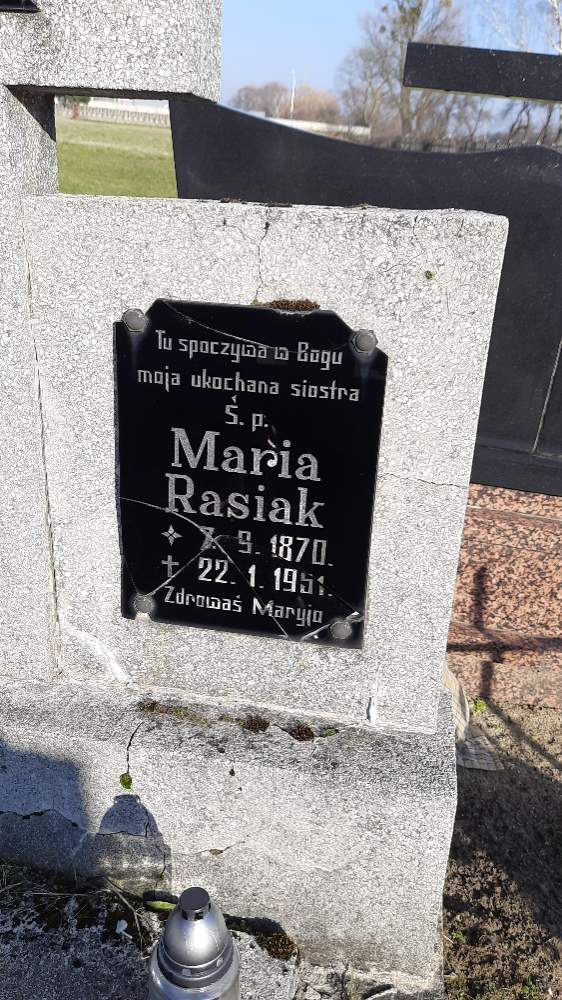 Tu spoczywa w Bogu
moja ukochana siostra
Ś. p.
Maria
Rasiak
7. 9. 1870.
22. 1. 1951.
Zdrowaś Maryjo